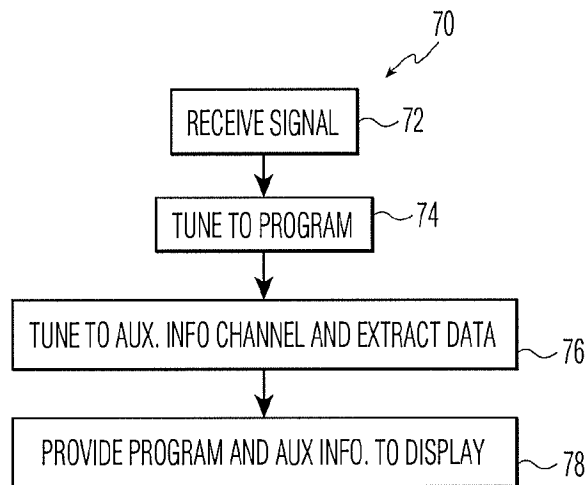 70
RECEIVE SIGNAL
72
TUNE TO PROGRAM
74
TUNE TO AUX. INFO CHANNEL AND EXTRACT DATA
76
PROVIDE PROGRAM AND AUX INFO. TO DISPLAY
78